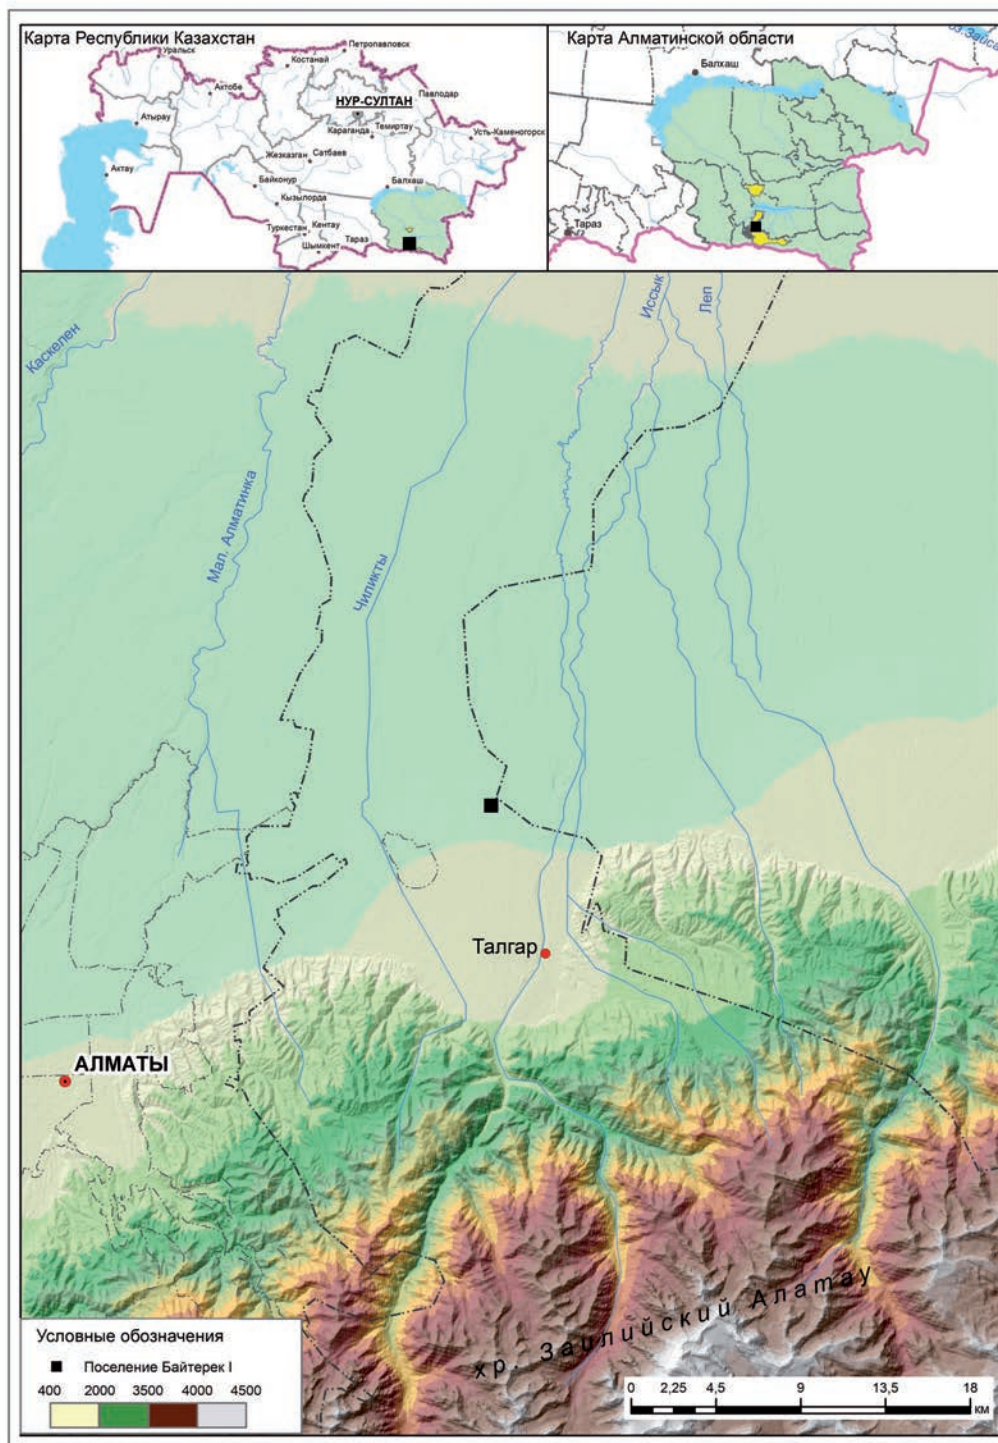 Карта Республики Казахстан
Петропавловск
Уральск
Костанай
Актобе
Павлодар
НУР-СУЛТАН
Атырау
Караганда
Темиртау
Усть-Каменогорск
Жезказган
Сатбаев
Актау
Байконур
Балхаш
Кызылорда
Туркестан
Кентау
Тараз
Шымкент
Карта Алматинской области
Балхаш
Тараз
Каскелен
Мал. Алматинка
Чиликты
Иссык
Леп
Талгар
АЛМАТЫ
хр. Заилийский Алатау
Условные обозначения
Поселение Байтерек I
400 2000 3500 4000 4500
0 2,25 4,5 9 13,5 18
км